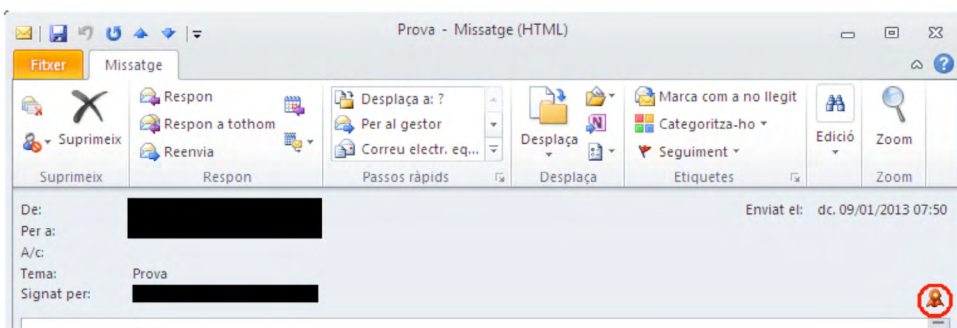 Prova - Missatge (HTML)
Fitxer Missatge
Suprimeix
Respon
Respon a tothom
Reenvia
Desplaça a: ?
Per al gestor
Correu electr. eq...
Desplaça
Marca com a no llegit
Categoritza-ho
Seguiment
Edició
Zoom
Suprimeix Respon Passos ràpids Desplaça Etiquetes Zoom
De: Enviat el: dc. 09/01/2013 07:50
Per a:
A/c:
Tema: Prova
Signat per: